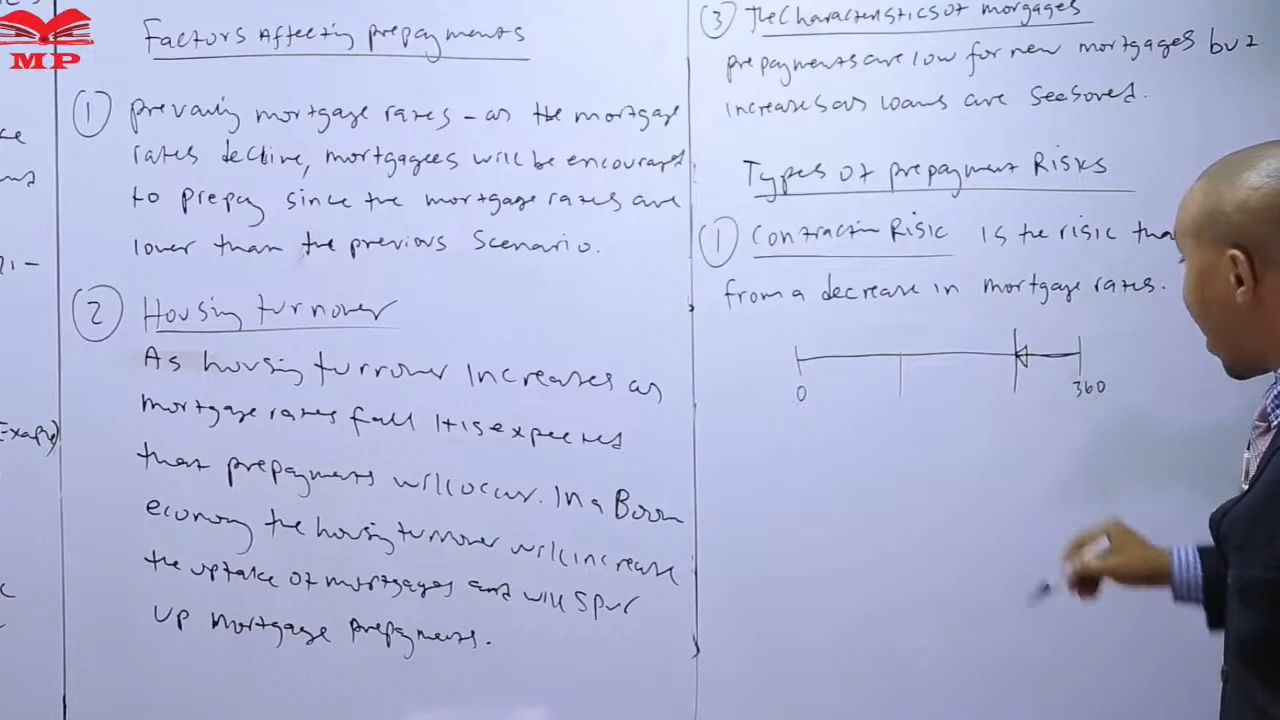 MP
Factors Affecting prepayments
① prevailing mortgage rates - as the mortgage
rates decline, mortgagees will be encouraged
to prepay since the mortgage rates are
lower than the previous Scenario.
② Housing turnover
As housing turnover increases as
mortgage rates fall it is expected
that prepayments will occur. In a Boom
economy the housing turnover will increase
the uptake of mortgages and will spur
up mortgage prepayments.
③ The Characteristics of morgages
prepayments are low for new mortgages but
increases as loans are seasoned.
Types of prepayment Risks
① Contraction Risk is the risk tha
from a decrease in mortgage rates.
0 360
Example)